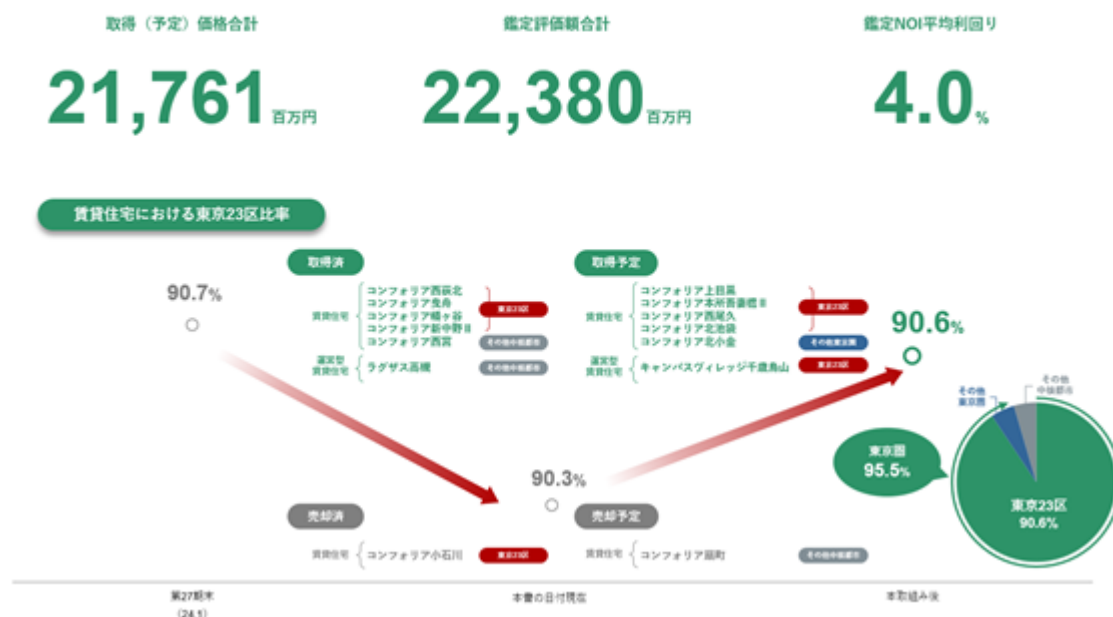 取得（予定）価格合計
鑑定評価額合計
鑑定NOI平均利回り
21,761百万円
22,380百万円
4.0%
賃貸住宅における東京23区比率
取得済
取得予定
賃貸住宅
コンフォリア西荻北
コンフォリア曳舟
コンフォリア幡ヶ谷
コンフォリア新中野Ⅱ
コンフォリア西宮
東京23区
その他中核都市
運営型
賃貸住宅
ラグザス高槻
その他中核都市
賃貸住宅
コンフォリア上目黒
コンフォリア本所吾妻橋Ⅱ
コンフォリア西尾久
コンフォリア北池袋
コンフォリア北小金
東京23区
その他東京圏
運営型
賃貸住宅
キャンパスヴィレッジ千歳烏山
東京23区
90.7%
90.3%
90.6%
売却済
売却予定
賃貸住宅
コンフォリア小石川
東京23区
賃貸住宅
コンフォリア扇町
その他中核都市
その他
東京圏
その他
中核都市
東京圏
95.5%
東京23区
90.6%
第27期末
(24.1)
本書の日付現在
本取組み後